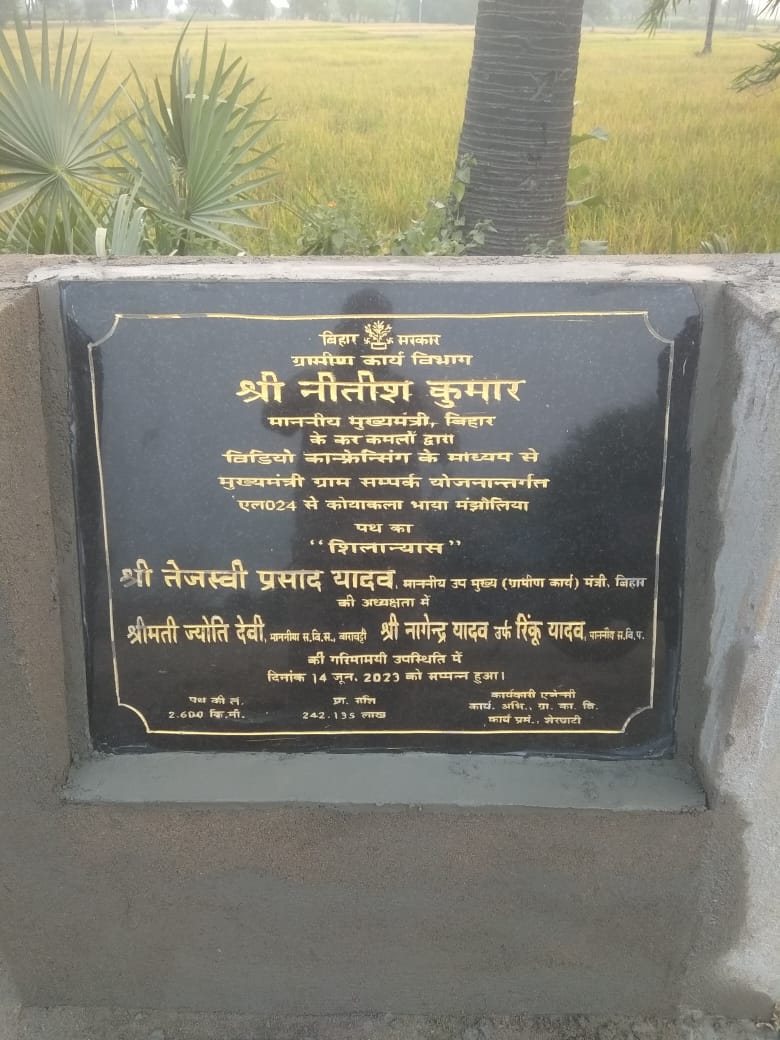 बिहार सरकार
ग्रामीण कार्य विभाग
श्री नीतीश कुमार
माननीय मुख्यमंत्री, बिहार
के कर कमलों द्वारा
विडियो कान्फ्रेन्सिंग के माध्यम से
मुख्यमंत्री ग्राम सम्पर्क योजनान्तर्गत
एल024 से कोयाकला भाया मंझौलिया
पथ का
“शिलान्यास”
श्री तेजस्वी प्रसाद यादव, माननीय उप मुख्य (ग्रामीण कार्य) मंत्री, बिहार
की अध्यक्षता में
श्रीमती ज्योति देवी, माननीया स.वि.स., बाराचट्टी श्री नागेन्द्र यादव उर्फ रिंकू यादव, माननीय स.वि.प.
की गरिमामयी उपस्थिति में
दिनांक 14 जून, 2023 को सम्पन्न हुआ।
पथ की लं. प्रा. राशि कार्यकारी एजेन्सी
2.600 कि.मी. 242.135 लाख कार्य. अभि., ग्रा. का. वि.
कार्य प्रमं., शेरघाटी